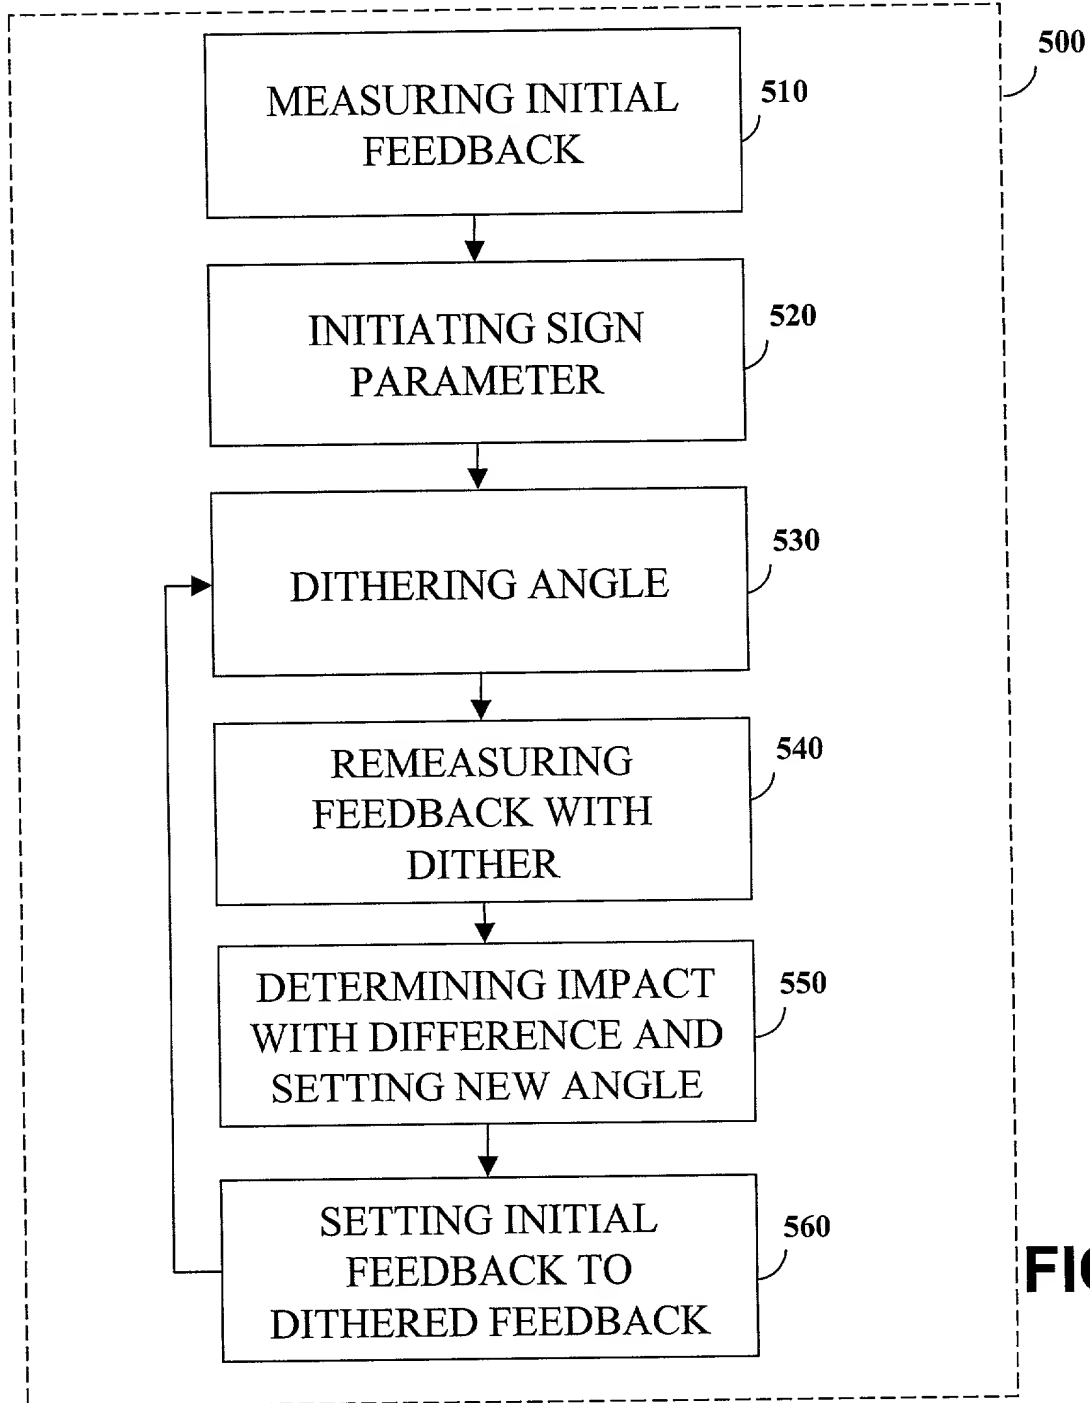 500
MEASURING INITIAL
FEEDBACK
510
INITIATING SIGN
PARAMETER
520
DITHERING ANGLE
530
REMEASURING
FEEDBACK WITH
DITHER
540
DETERMINING IMPACT
WITH DIFFERENCE AND
SETTING NEW ANGLE
550
SETTING INITIAL
FEEDBACK TO
DITHERED FEEDBACK
560